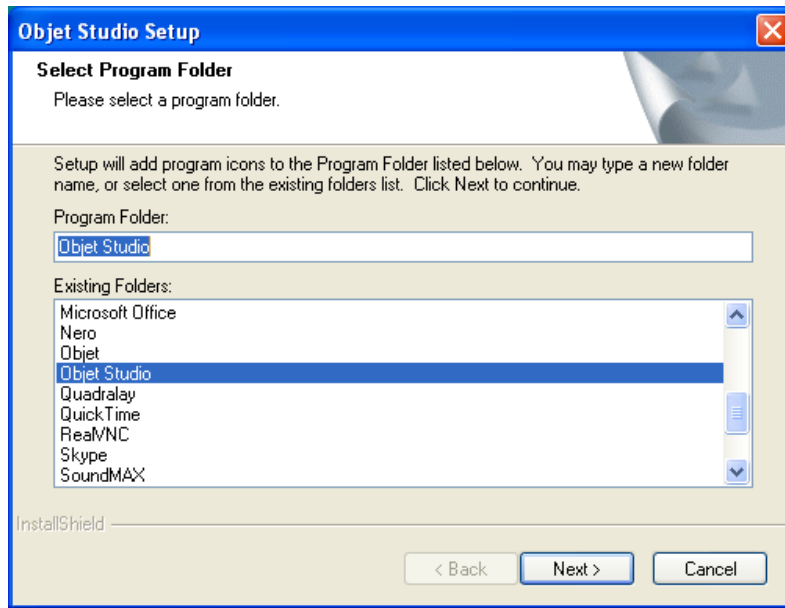 Objet Studio Setup
Select Program Folder
Please select a program folder.
Setup will add program icons to the Program Folder listed below. You may type a new folder
name, or select one from the existing folders list. Click Next to continue.
Program Folder:
Objet Studio
Existing Folders:
Microsoft Office
Nero
Objet
Objet Studio
Quadralay
QuickTime
RealVNC
Skype
SoundMAX
InstallShield
< Back
Next >
Cancel